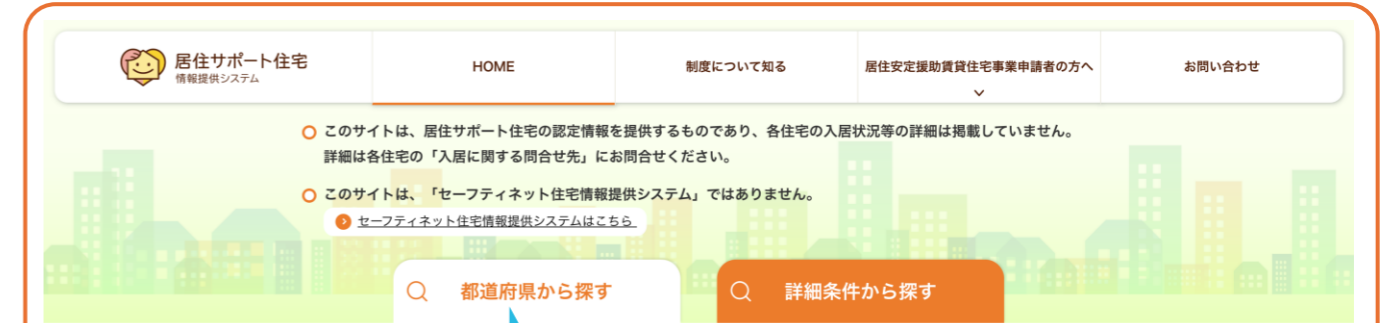 居住サポート住宅
情報提供システム
HOME
制度について知る
居住安定援助賃貸住宅事業申請者の方へ
お問い合わせ
このサイトは、居住サポート住宅の認定情報を提供するものであり、各住宅の入居状況等の詳細は掲載していません。
詳細は各住宅の「入居に関する問合せ先」にお問合せください。
このサイトは、「セーフティネット住宅情報提供システム」ではありません。
セーフティネット住宅情報提供システムはこちら
都道府県から探す
詳細条件から探す